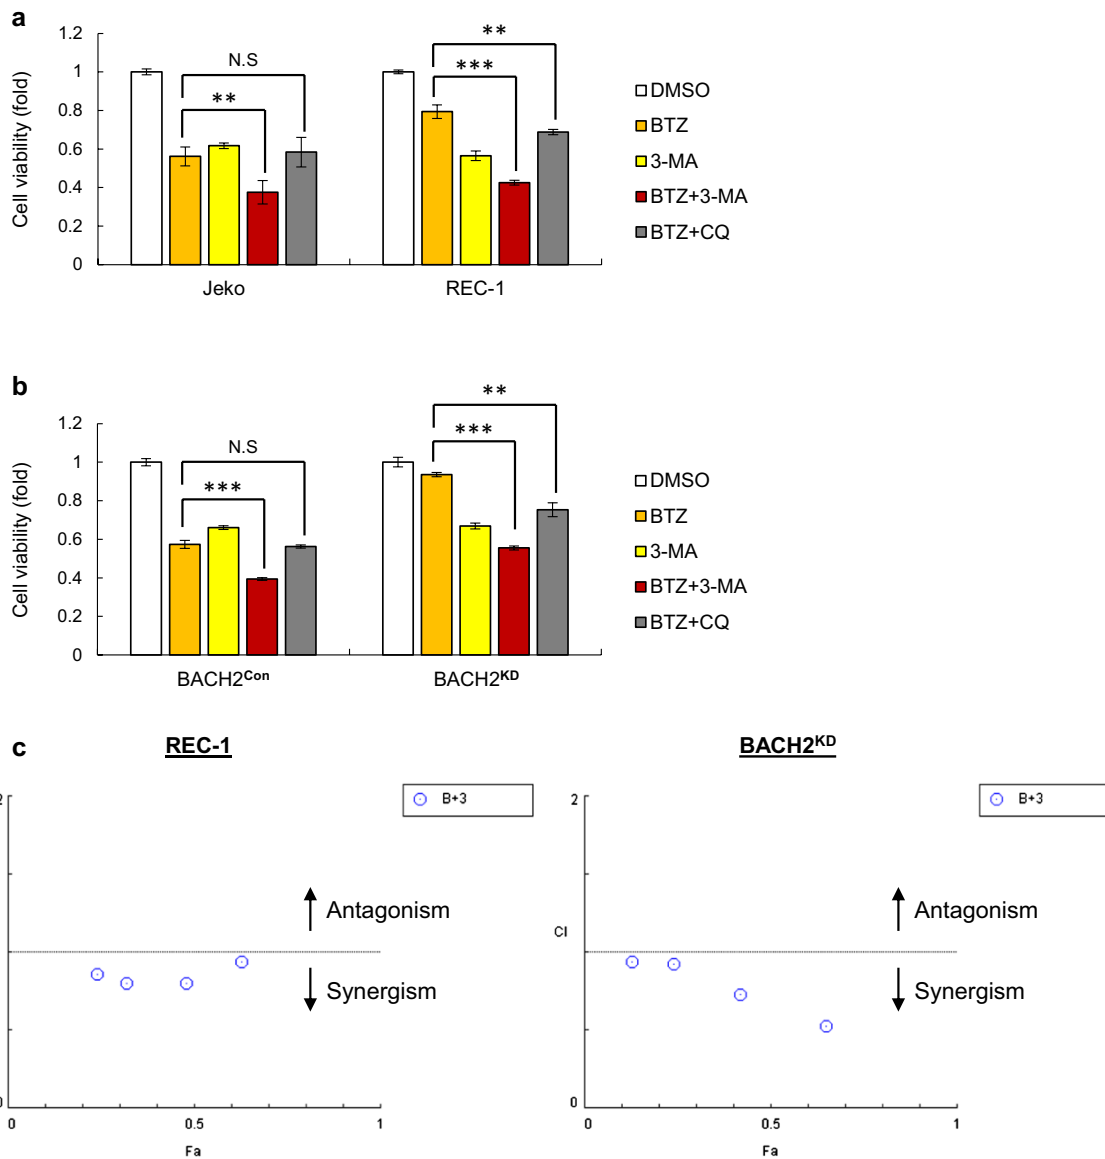 a
1.2
1
0.8
0.6
0.4
0.2
0
Cell viability (fold)
N.S
**
**
***
Jeko
REC-1
DMSO
BTZ
3-MA
BTZ+3-MA
BTZ+CQ
b
1.2
1
0.8
0.6
0.4
0.2
0
Cell viability (fold)
N.S
***
**
***
BACH2Con
BACH2KD
DMSO
BTZ
3-MA
BTZ+3-MA
BTZ+CQ
c
REC-1
BACH2KD
2
B+3
Antagonism
Synergism
0
0
0.5
1
Fa
2
B+3
CI
Antagonism
Synergism
0
0
0.5
1
Fa